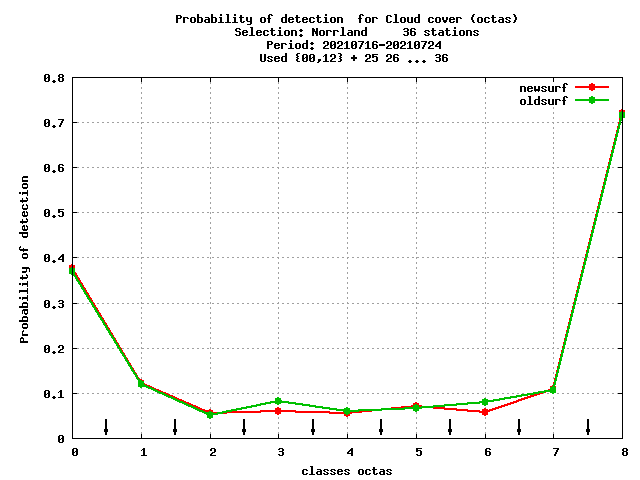 Probability of detection  for Cloud cover (octas)
Selection: Norrland     36 stations
Period: 20210716-20210724
Used {00,12} + 25 26 ... 36
newsurf
oldsurf
0.8
0.7
0.6
0.5
0.4
0.3
0.2
0.1
0
Probability of detection
0 1 2 3 4 5 6 7 8
classes octas